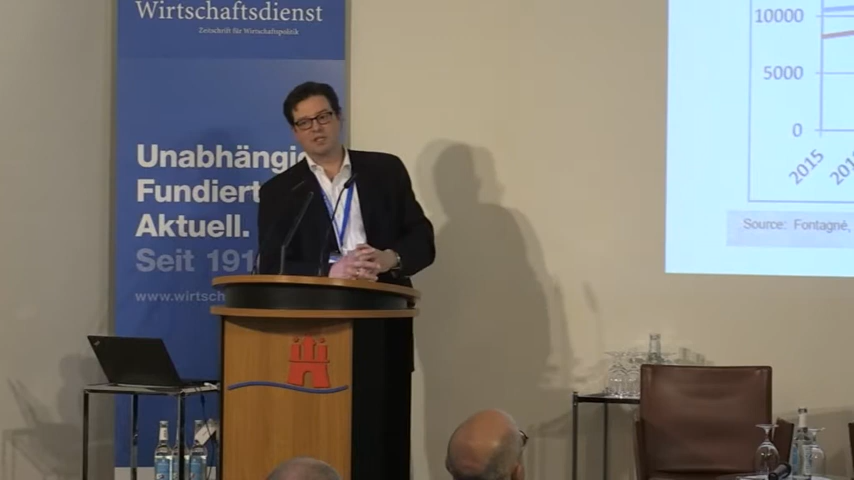 Wirtschaftsdienst
Zeitschrift für Wirtschaftspolitik
Unabhängig
Fundiert
Aktuell.
Seit 191
www.wirtsch
10000
5000
0
2015
Source: Fontagné,